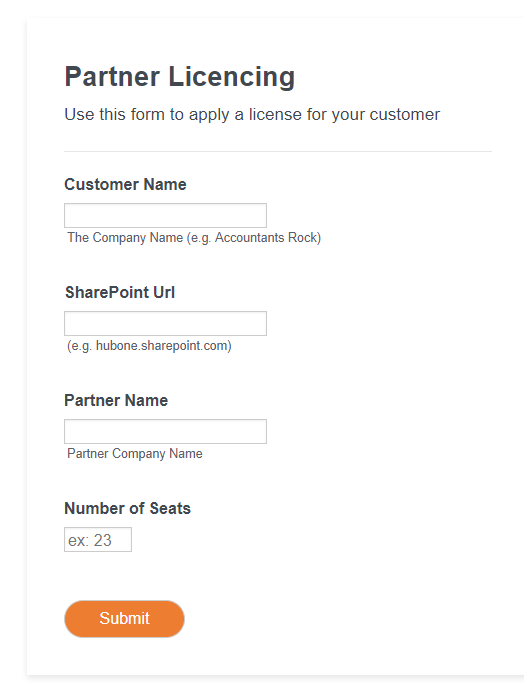 Partner Licencing
Use this form to apply a license for your customer
Customer Name
The Company Name (e.g. Accountants Rock)
SharePoint Url
(e.g. hubone.sharepoint.com)
Partner Name
Partner Company Name
Number of Seats
ex: 23
Submit